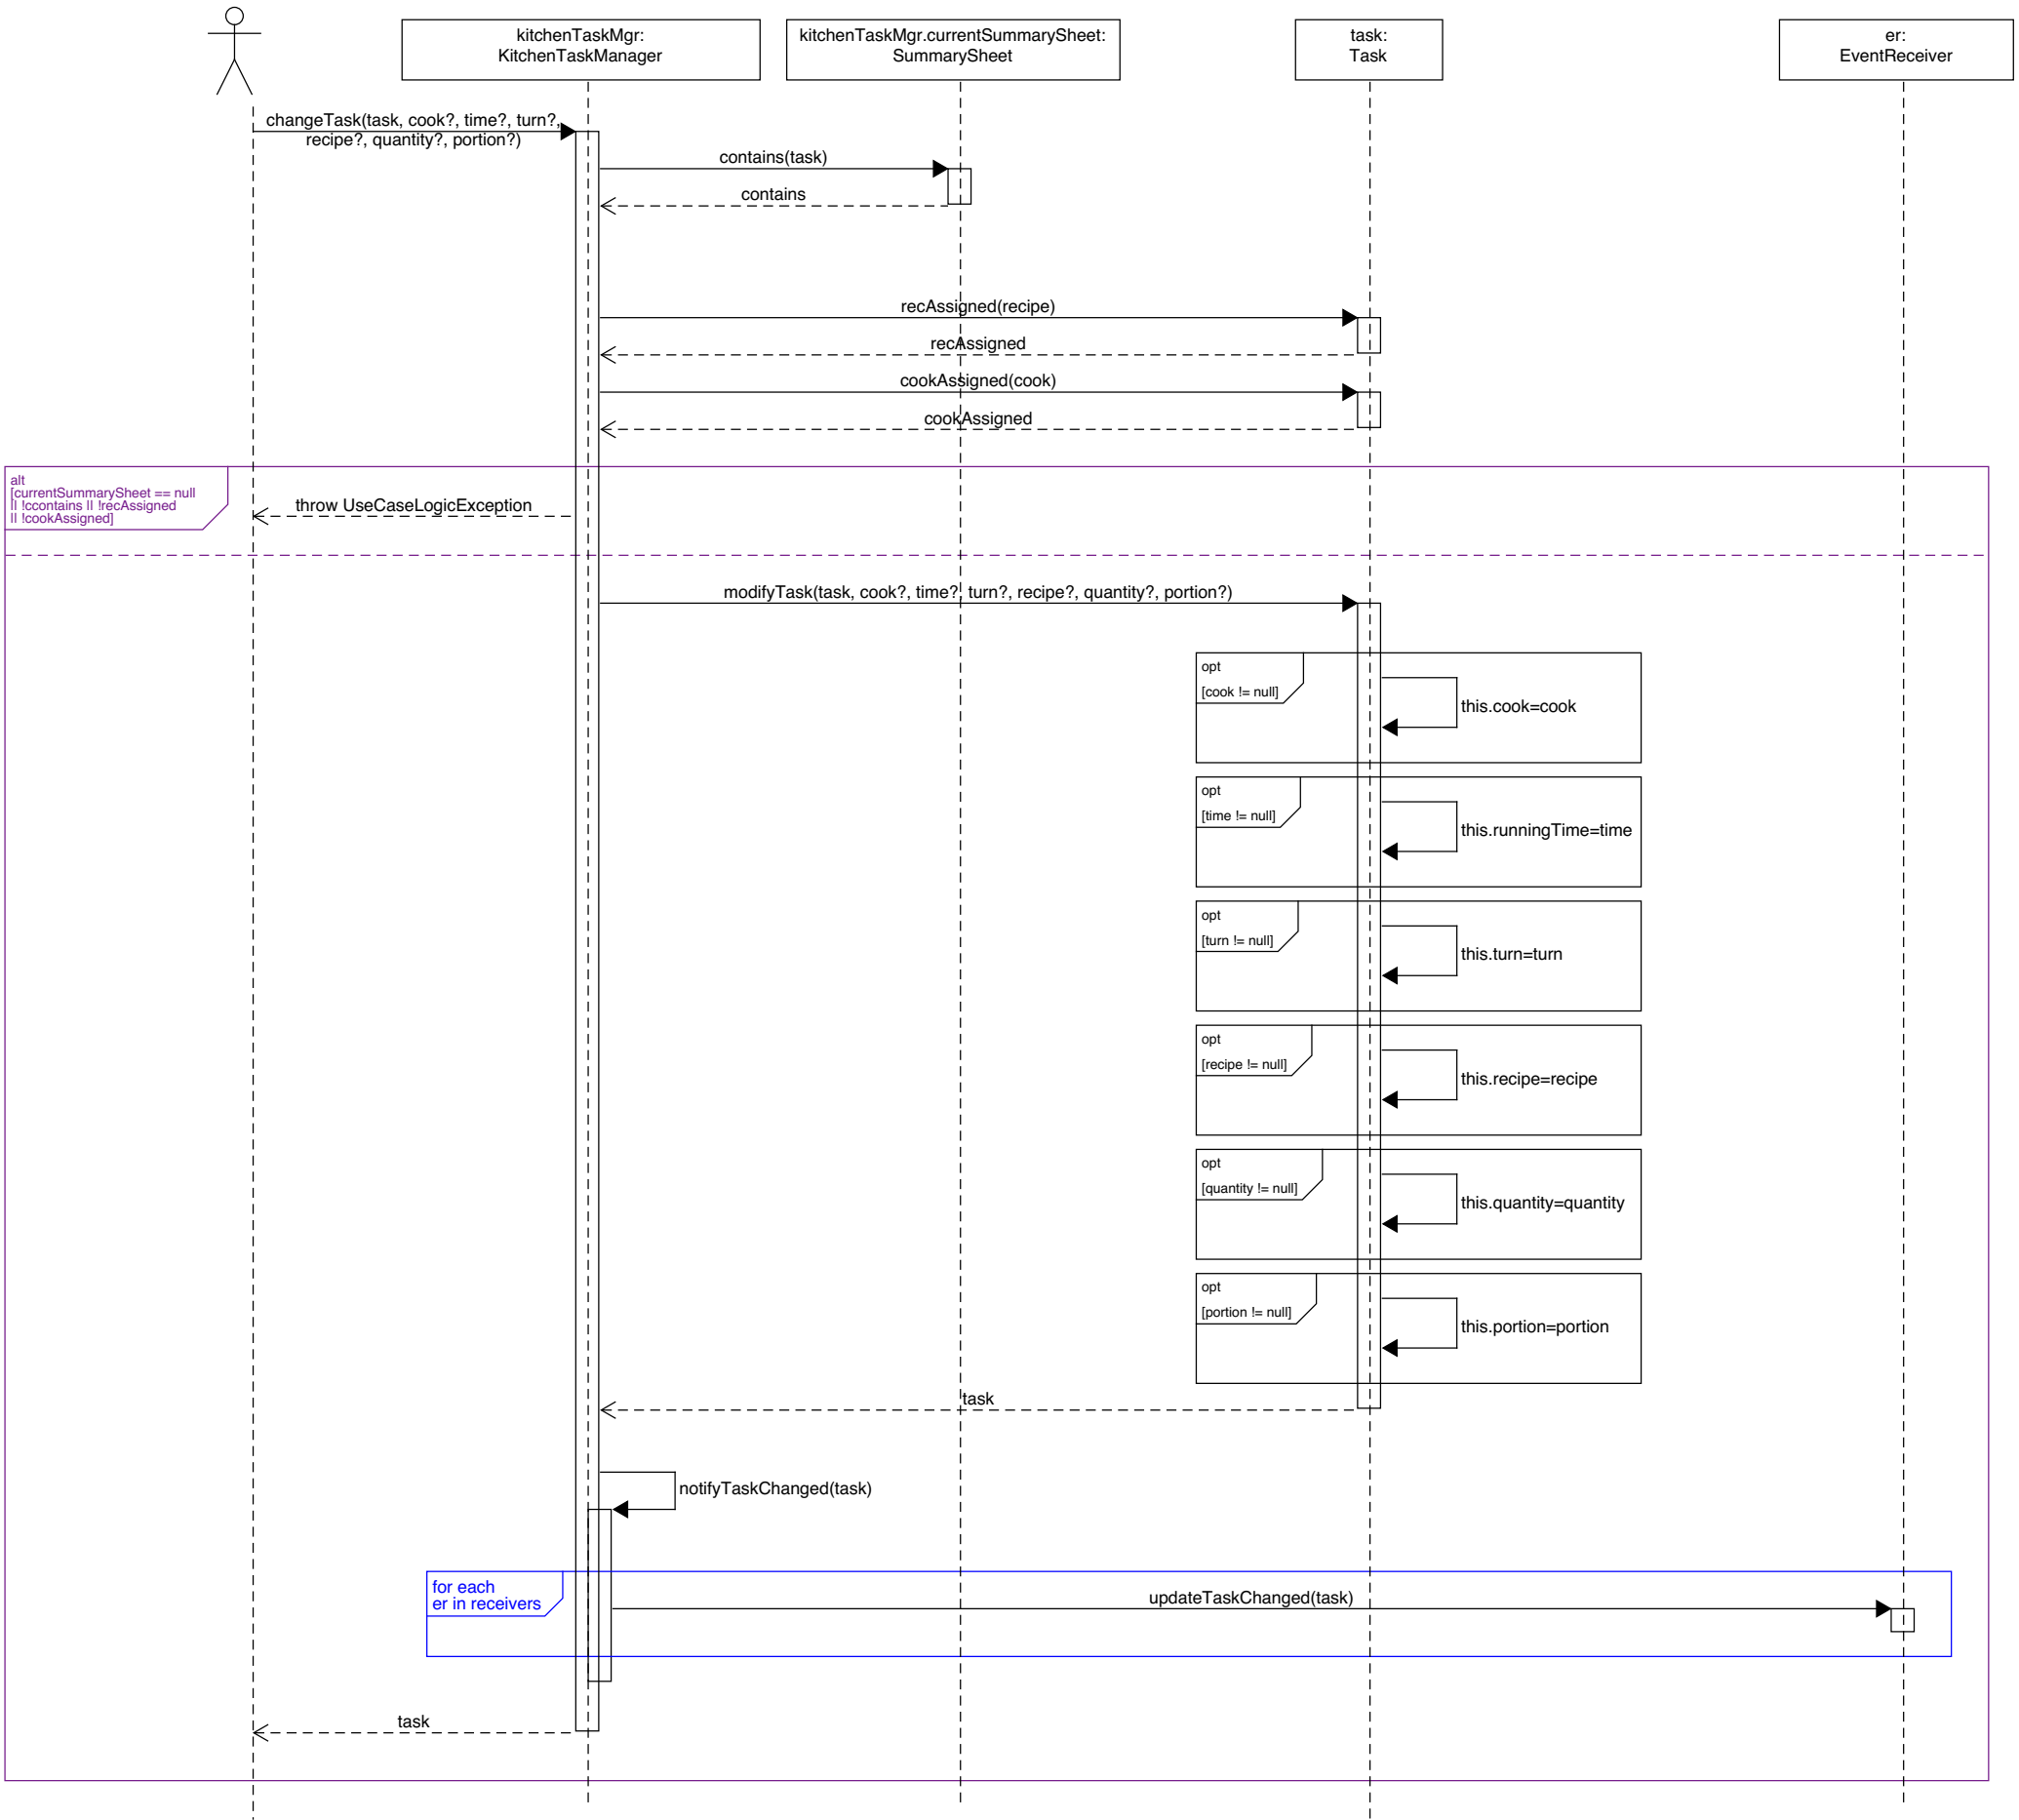 kitchenTaskMgr:
KitchenTaskManager
kitchenTaskMgr.currentSummarySheet:
SummarySheet
task:
Task
er:
EventReceiver
changeTask(task, cook?, time?, turn?,
recipe?, quantity?, portion?)
contains(task)
contains
recAssigned(recipe)
recAssigned
cookAssigned(cook)
cookAssigned
alt
[currentSummarySheet == null
|| !ccontains || !recAssigned
|| !cookAssigned]
throw UseCaseLogicException
modifyTask(task, cook?, time?, turn?, recipe?, quantity?, portion?)
opt
[cook != null]
this.cook=cook
opt
[time != null]
this.runningTime=time
opt
[turn != null]
this.turn=turn
opt
[recipe != null]
this.recipe=recipe
opt
[quantity != null]
this.quantity=quantity
opt
[portion != null]
this.portion=portion
task
notifyTaskChanged(task)
for each
er in receivers
updateTaskChanged(task)
task